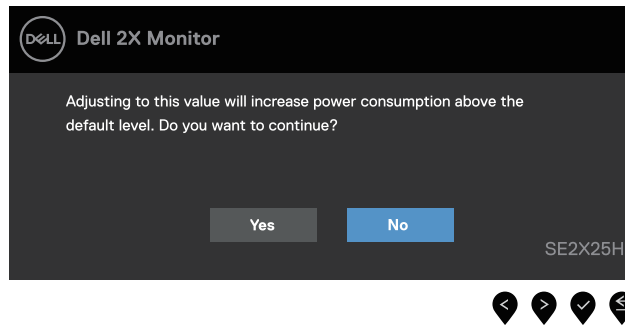 DELL Dell 2X Monitor
Adjusting to this value will increase power consumption above the
default level. Do you want to continue?
Yes No
SE2X25H